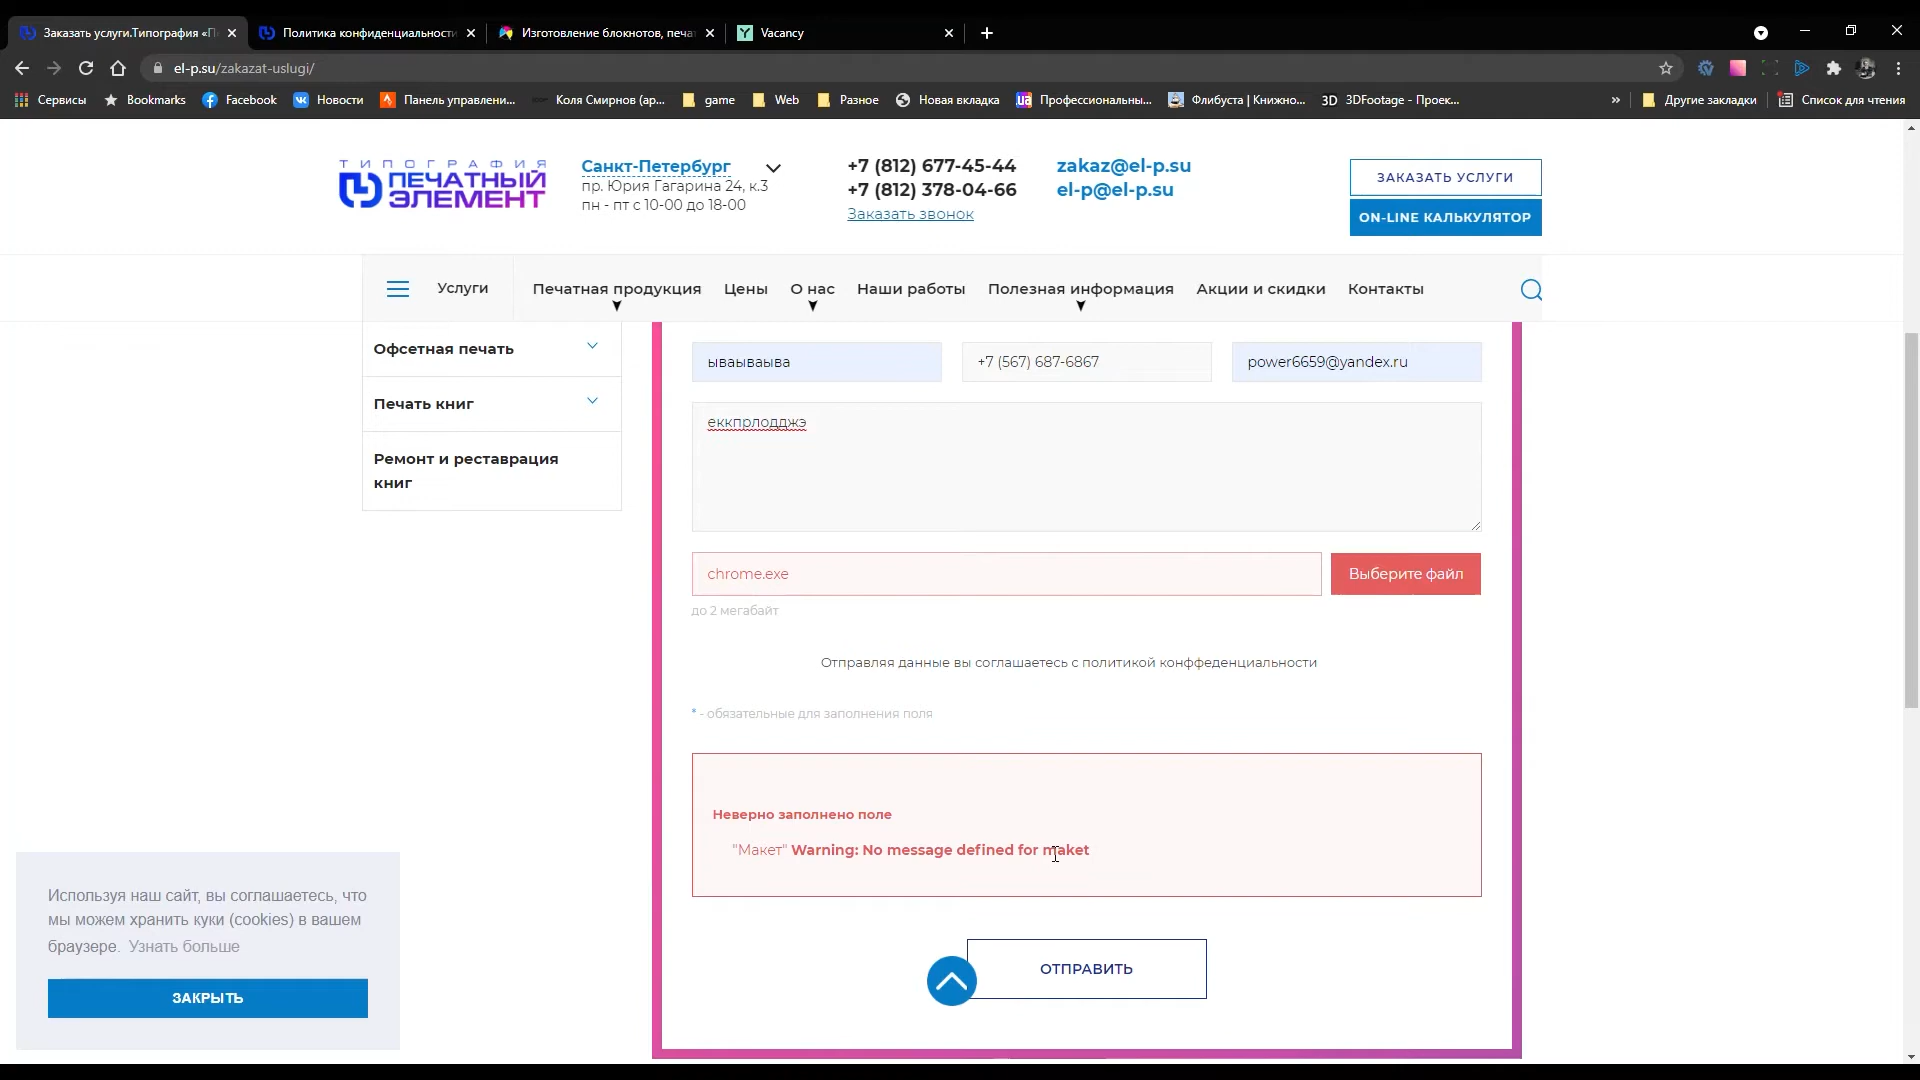 Заказать услуги.Типография «П
Политика конфиденциальности
Изготовление блокнотов, печа
Vacancy
el-p.su/zakazat-uslugi/
Сервисы
Bookmarks
Facebook
Новости
Панель управлени...
Коля Смирнов (ар...
game
Web
Разное
Новая вкладка
Профессиональны...
Флибуста | Книжно...
3D 3DFootage - Проек...
»
Другие закладки
Список для чтения
ТИПОГРАФИЯ
ПЕЧАТНЫЙ
ЭЛЕМЕНТ
Санкт-Петербург
пр. Юрия Гагарина 24, к.3
пн - пт с 10-00 до 18-00
+7 (812) 677-45-44
+7 (812) 378-04-66
Заказать звонок
zakaz@el-p.su
el-p@el-p.su
ЗАКАЗАТЬ УСЛУГИ
ON-LINE КАЛЬКУЛЯТОР
Услуги
Печатная продукция
Цены
О нас
Наши работы
Полезная информация
Акции и скидки
Контакты
Офсетная печать
Печать книг
Ремонт и реставрация
книг
ываываыва
+7 (567) 687-6867
power6659@yandex.ru
еккпрлодджэ
chrome.exe
Выберите файл
до 2 мегабайт
Отправляя данные вы соглашаетесь с политикой конффеденциальности
* - обязательные для заполнения поля
Неверно заполнено поле
"Макет" Warning: No message defined for maket
ОТПРАВИТЬ
Используя наш сайт, вы соглашаетесь, что
мы можем хранить куки (cookies) в вашем
браузере. Узнать больше
ЗАКРЫТЬ